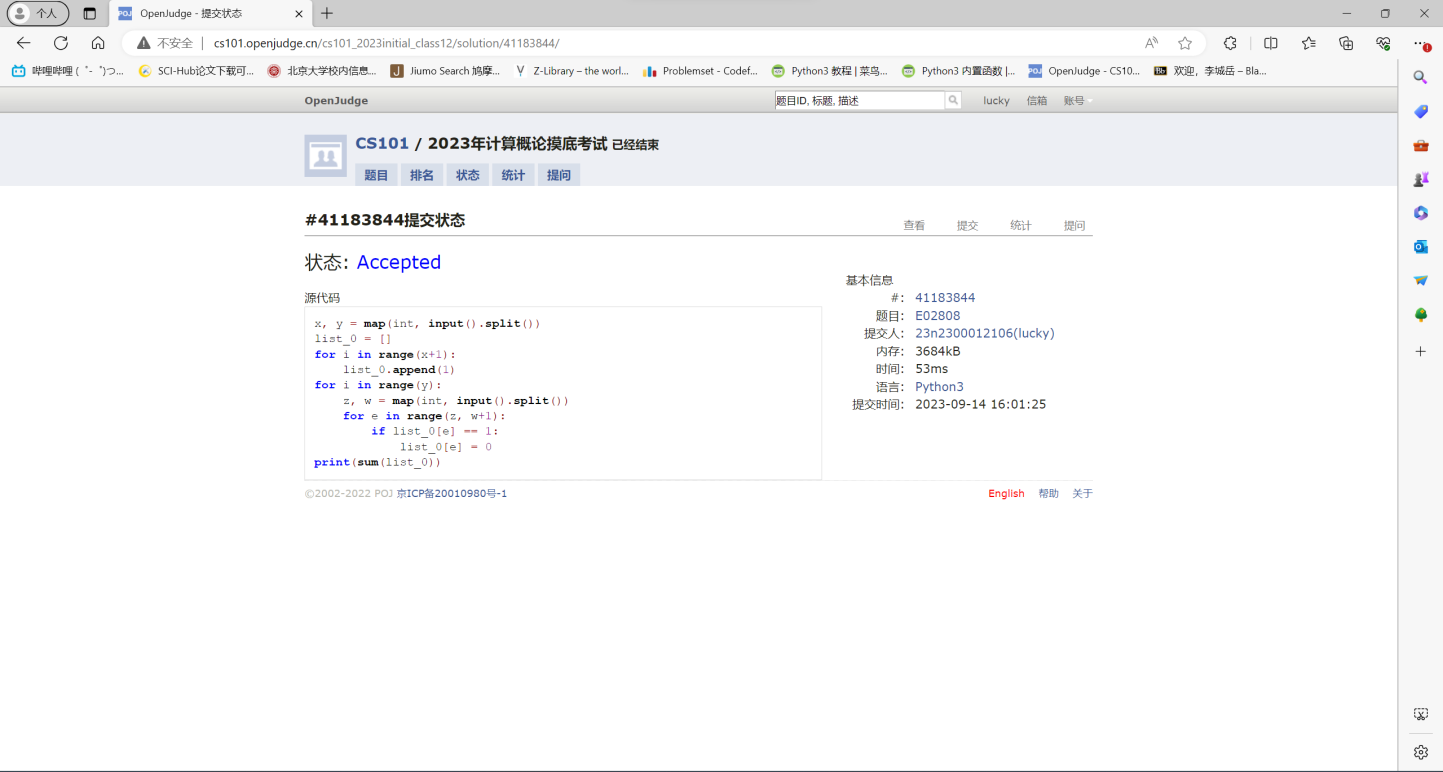 个人
OpenJudge - 提交状态
不安全 | cs101.openjudge.cn/cs101_2023initial_class12/solution/41183844/
哔哩哔哩 ( ゜- ゜)つ... SCI-Hub论文下载可... 北京大学校内信息... Jiumo Search 鸠摩... Z-Library – the worl... Problemset - Codef... Python3 教程 | 菜鸟... Python3 内置函数 |... OpenJudge - CS10... 欢迎，李城岳 – Bla...
OpenJudge 题目ID, 标题, 描述 lucky 信箱 账号
CS101 / 2023年计算概论摸底考试 已经结束
题目 排名 状态 统计 提问
#41183844提交状态 查看 提交 统计 提问
状态: Accepted
源代码
x, y = map(int, input().split())
list_0 = []
for i in range(x+1):
    list_0.append(1)
for i in range(y):
    z, w = map(int, input().split())
    for e in range(z, w+1):
        if list_0[e] == 1:
            list_0[e] = 0
print(sum(list_0))
基本信息
#: 41183844
题目: E02808
提交人: 23n2300012106(lucky)
内存: 3684kB
时间: 53ms
语言: Python3
提交时间: 2023-09-14 16:01:25
©2002-2022 POJ 京ICP备20010980号-1 English 帮助 关于